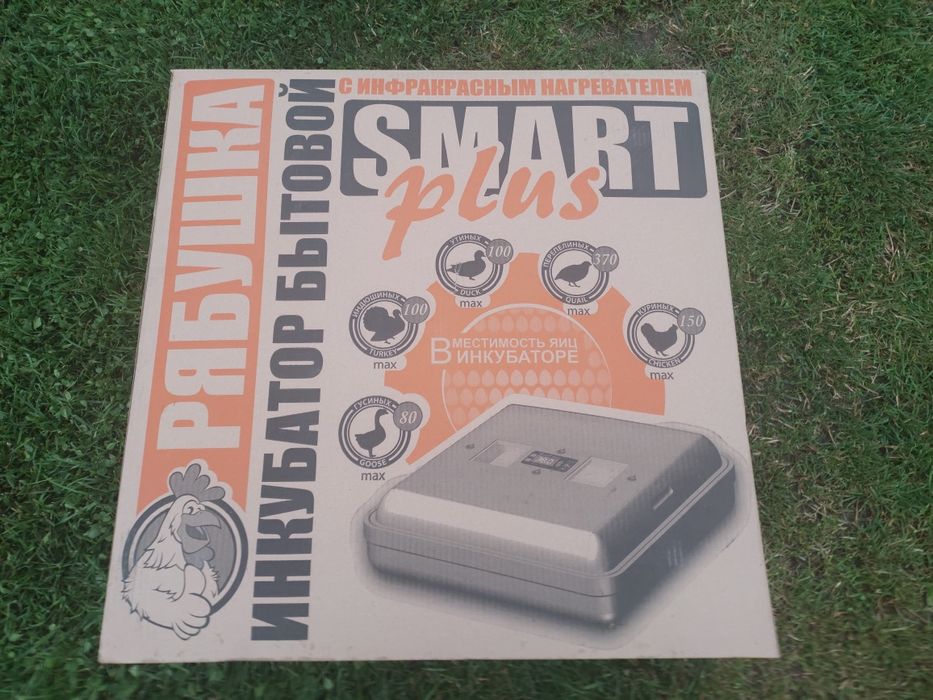 РЯБУШКА
ИНКУБАТОР БЫТОВОЙ
С ИНФРАКРАСНЫМ НАГРЕВАТЕЛЕМ
SMART
plus
УТИНЫХ
100
DUCK
max
ПЕРЕПЕЛИНЫХ
370
QUAIL
max
ИНДЮШИНЫХ
100
TURKEY
max
КУРИНЫХ
150
CHICKEN
max
ГУСИНЫХ
80
GOOSE
max
ВМЕСТИМОСТЬ ЯИЦ
В ИНКУБАТОРЕ